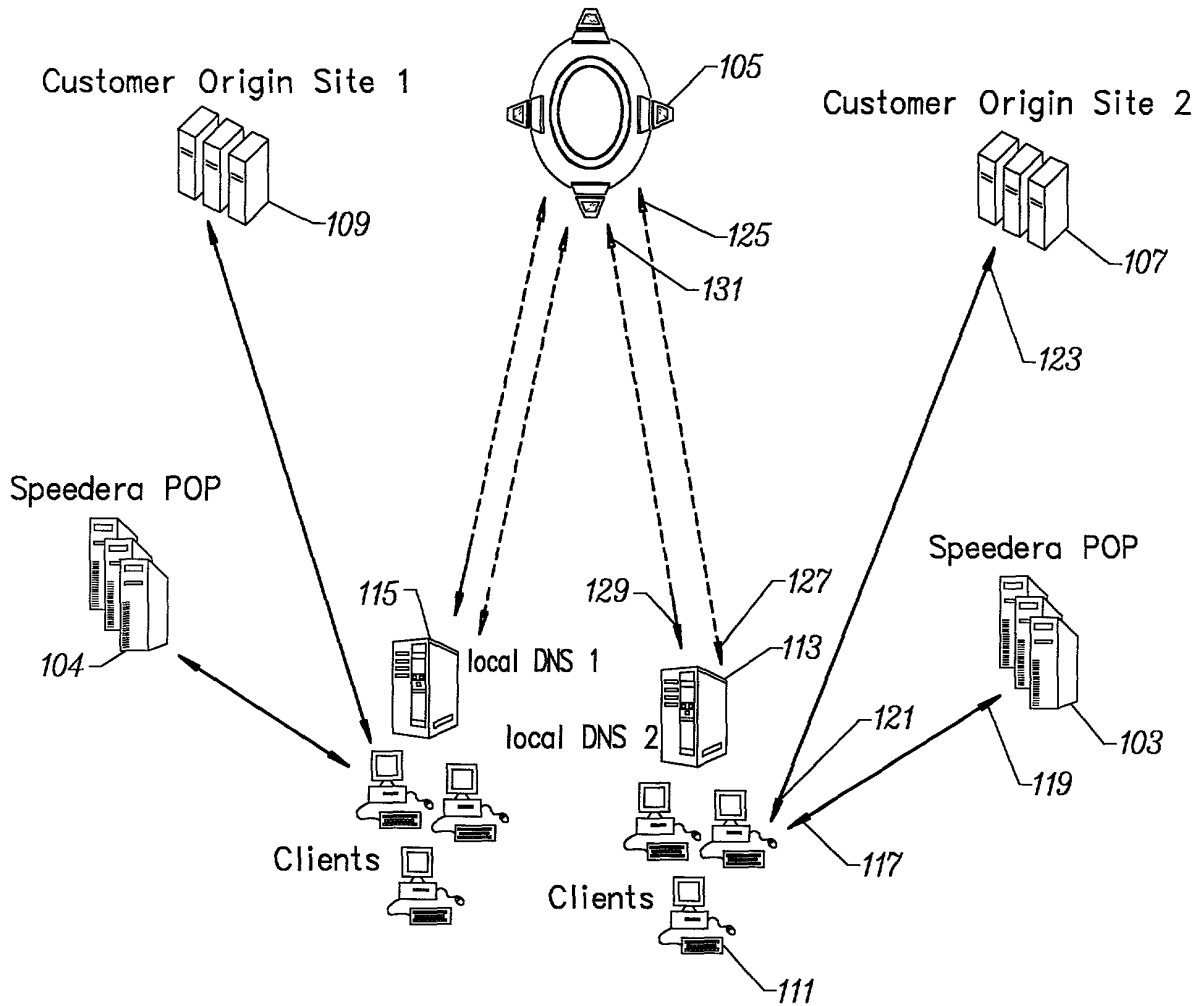 105
Customer Origin Site 1
Customer Origin Site 2
109
125
107
131
123
Speedera POP
Speedera POP
115
129
127
104
local DNS 1
113
local DNS 2
121
103
119
Clients
117
Clients
111